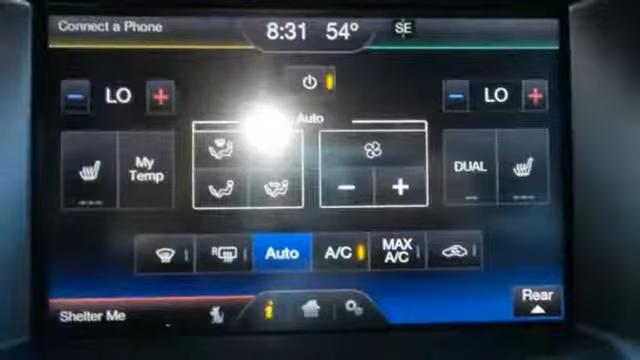 Connect a Phone
8:31 54° SE
− LO +
− LO +
Auto
My
Temp
− +
DUAL
R
Auto
A/C
MAX
A/C
Shelter Me
i
Rear